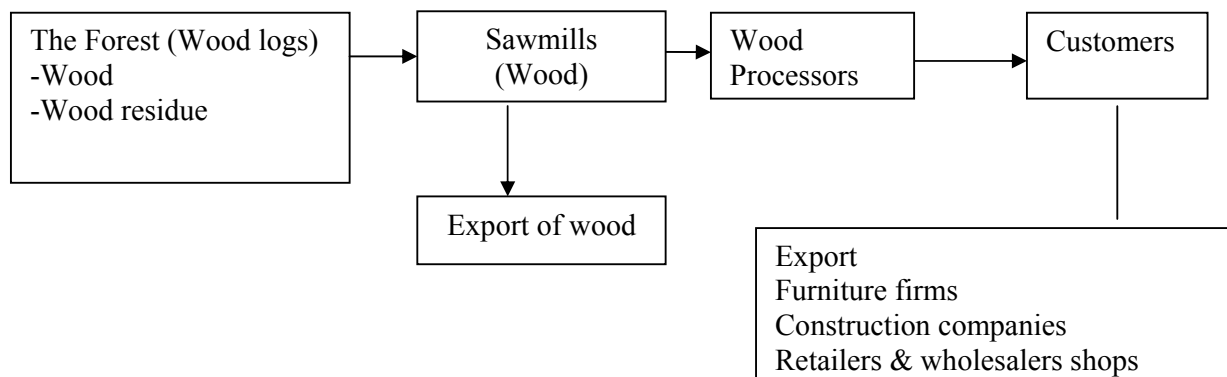 The Forest (Wood logs)
-Wood
-Wood residue
Sawmills
(Wood)
Wood
Processors
Customers
Export of wood
Export
Furniture firms
Construction companies
Retailers & wholesalers shops